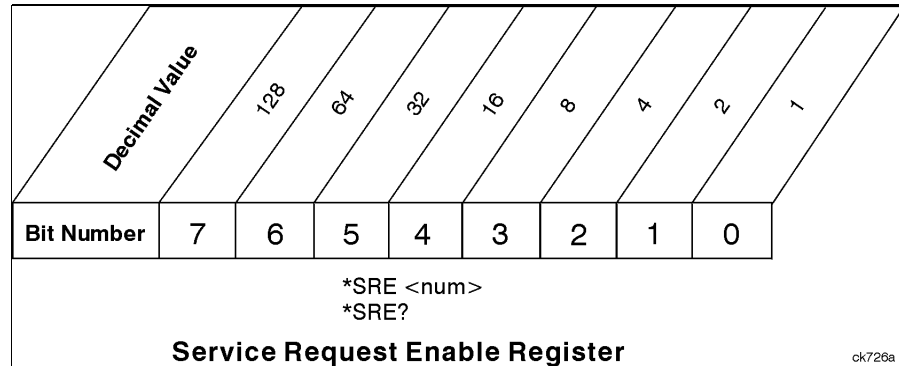 Decimal Value 128 64 32 16 8 4 2 1
Bit Number 7 6 5 4 3 2 1 0
*SRE <num>
*SRE?
Service Request Enable Register
ck726a